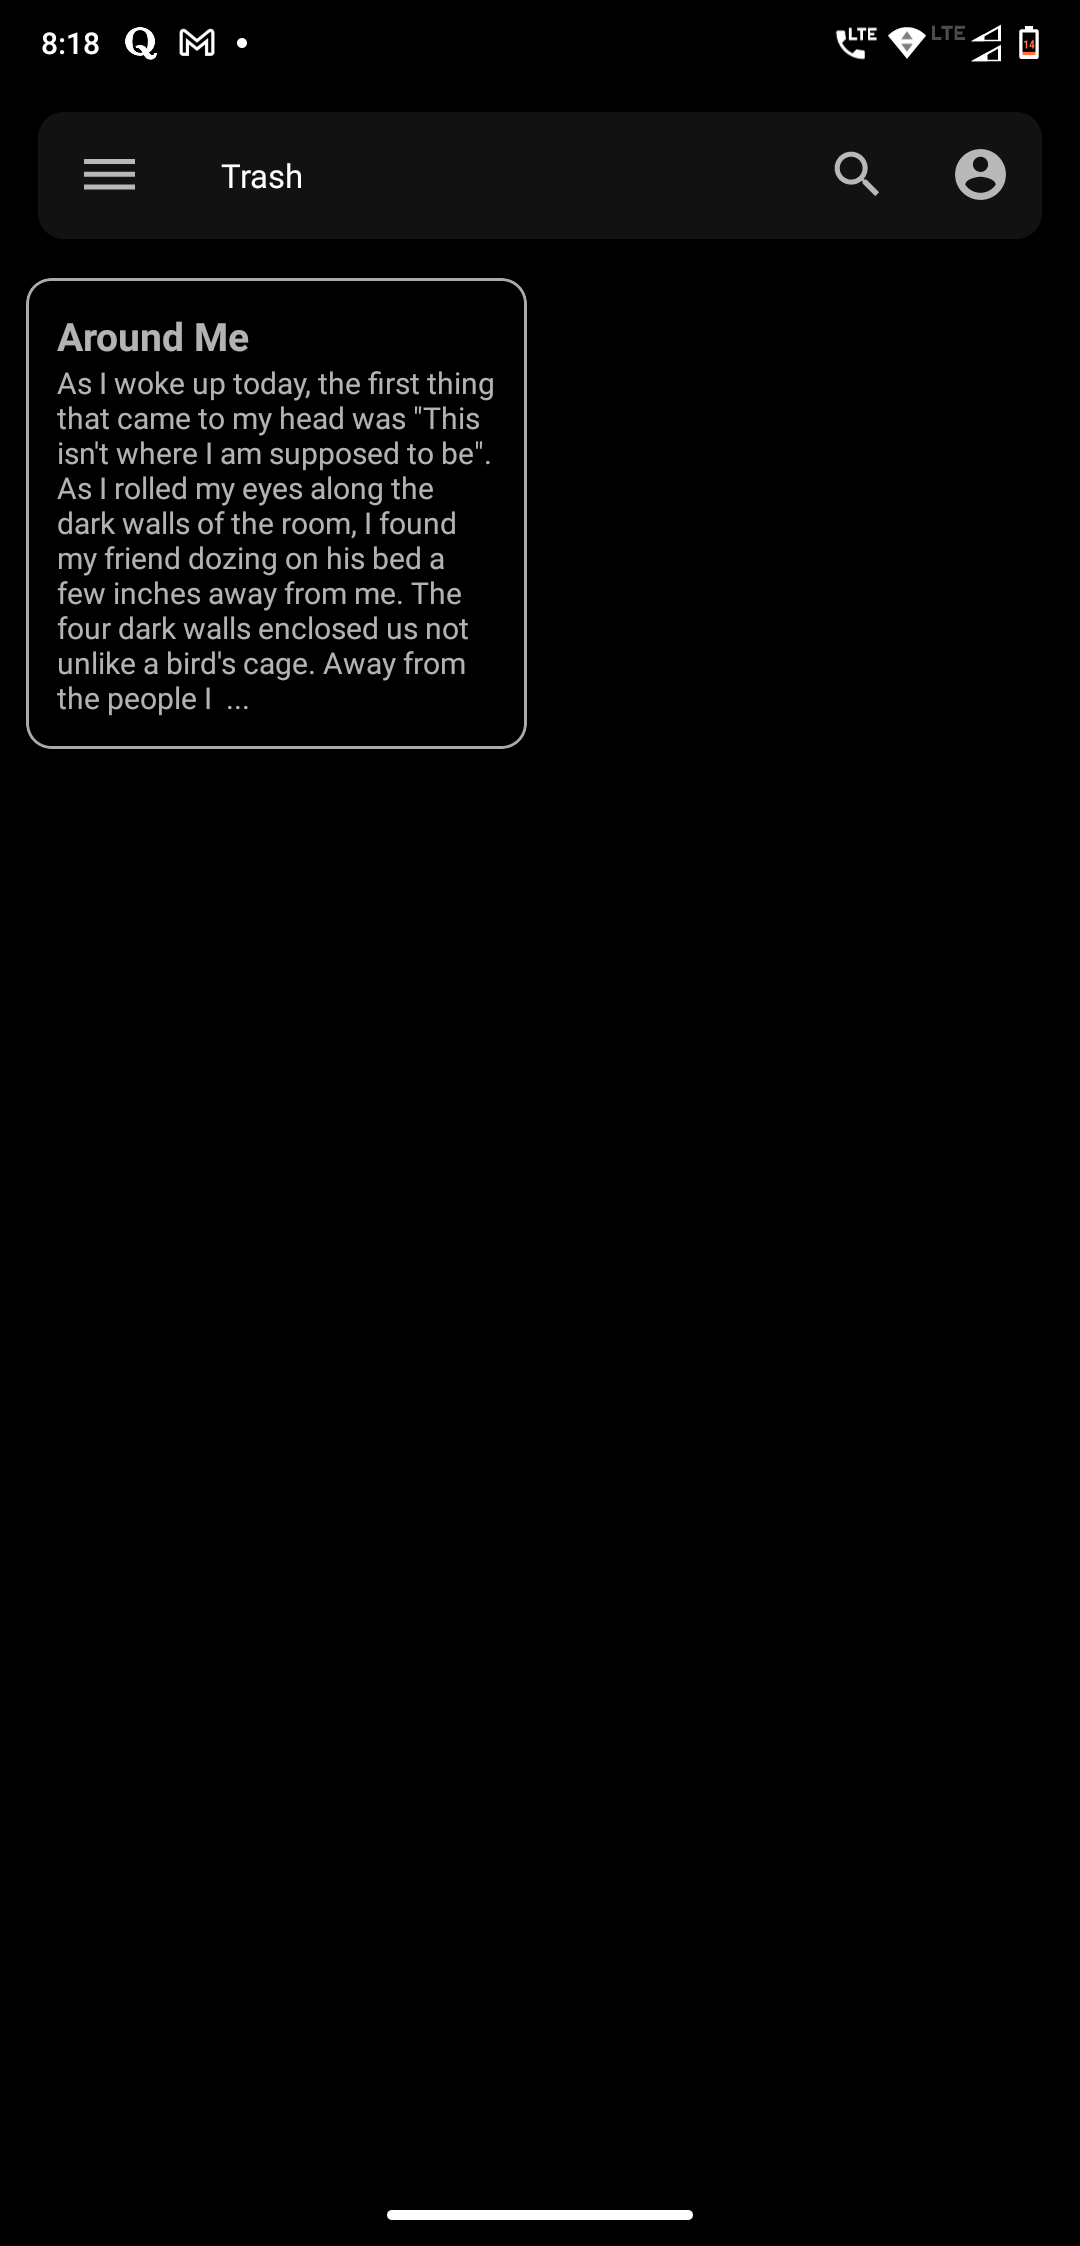 8:18
LTE
LTE
14
Trash
Around Me
As I woke up today, the first thing
that came to my head was "This
isn't where I am supposed to be".
As I rolled my eyes along the
dark walls of the room, I found
my friend dozing on his bed a
few inches away from me. The
four dark walls enclosed us not
unlike a bird's cage. Away from
the people I  ...